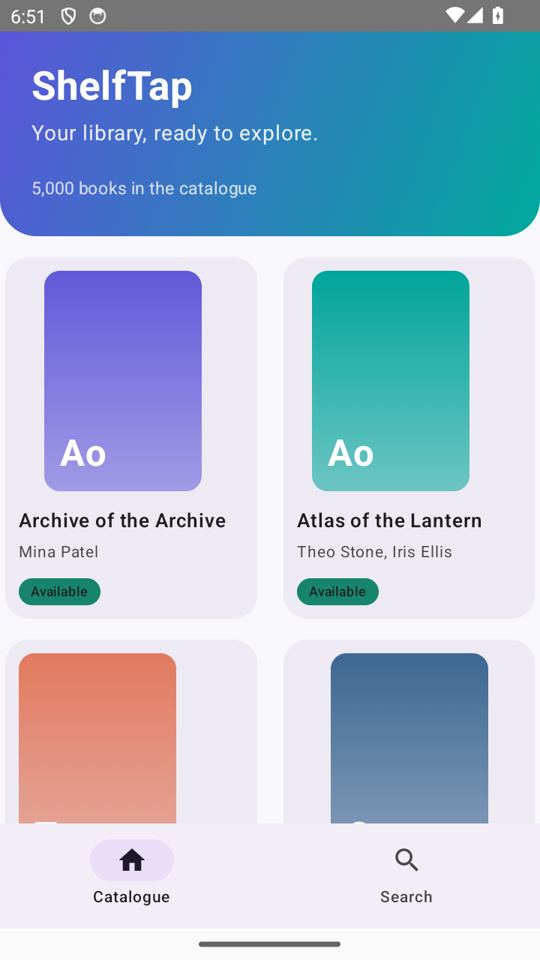 6:51
ShelfTap
Your library, ready to explore.
5,000 books in the catalogue
Ao
Ao
Archive of the Archive
Atlas of the Lantern
Mina Patel
Theo Stone, Iris Ellis
Available
Available
Catalogue
Search